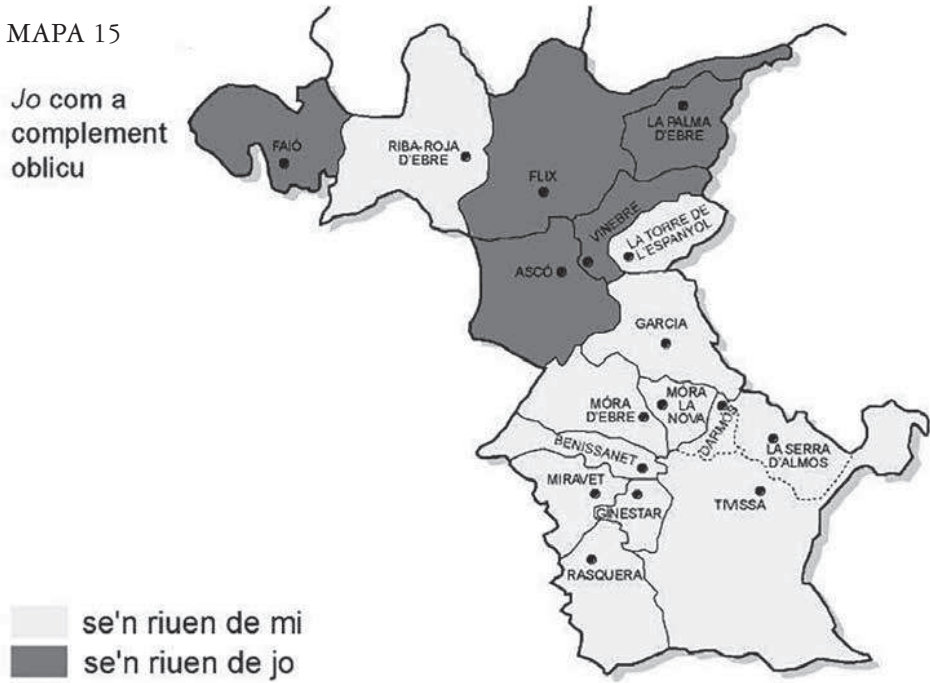 MAPA 15
Jo com a
complement
oblicu
FAIÓ
RIBA-ROJA
D'EBRE
FLIX
LA PALMA
D'EBRE
VINEBRE
LA TORRE DE
L'ESPANYOL
ASCÓ
GARCIA
MÓRA
D'EBRE
MÓRA
LA
NOVA
DARMÓS
LA SERRA
D'ALMOS
BENISSANET
MIRAVET
GINESTAR
TIVISSA
RASQUERA
se'n riuen de mi
se'n riuen de jo